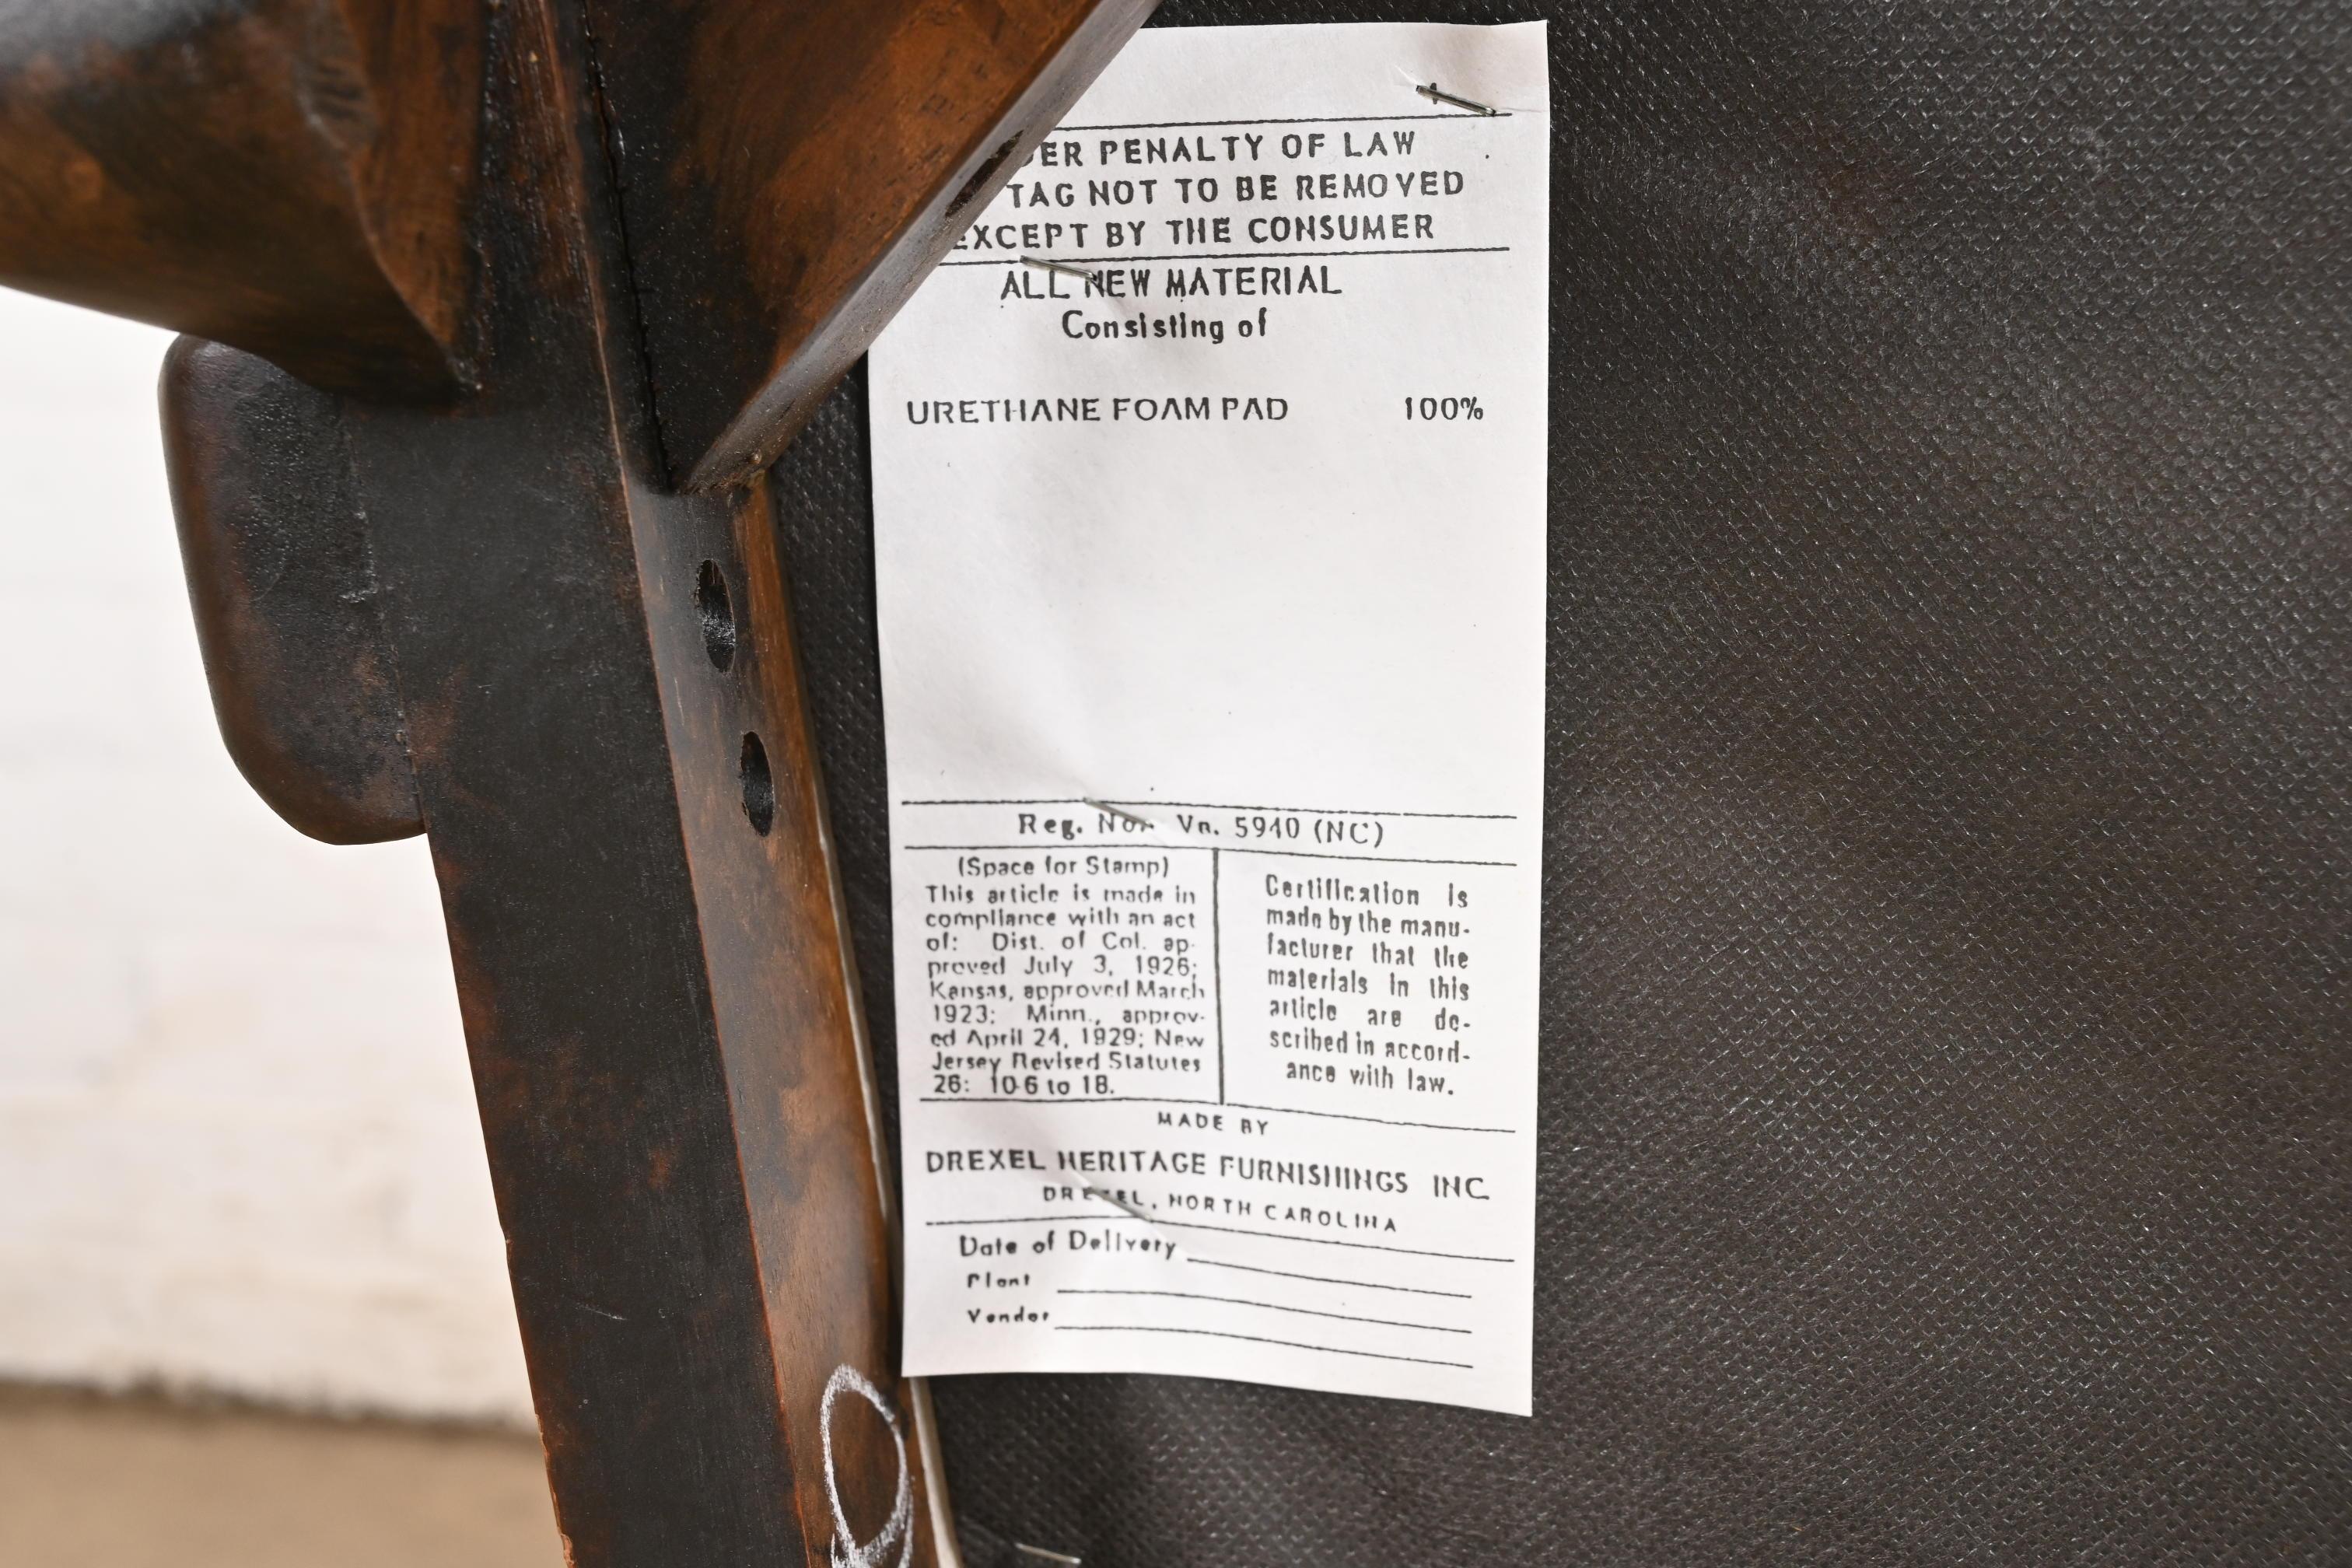 DER PENALTY OF LAW
TAG NOT TO BE REMOVED
EXCEPT BY THE CONSUMER
ALL NEW MATERIAL
Consisting of
URETHANE FOAM PAD 100%
Reg. No. Va. 5940 (NC)
(Space for Stamp)
This article is made in
compliance with an act
of: Dist. of Col. ap-
proved July 3, 1926;
Kansas, approved March
1923; Minn., approv-
ed April 24, 1929; New
Jersey Revised Statutes
26: 10-6 to 18.
Certification is
made by the manu-
facturer that the
materials in this
article are de-
scribed in accord-
ance with law.
MADE BY
DREXEL HERITAGE FURNISHINGS INC
DREXEL, NORTH CAROLINA
Date of Delivery
Plant
Vendor